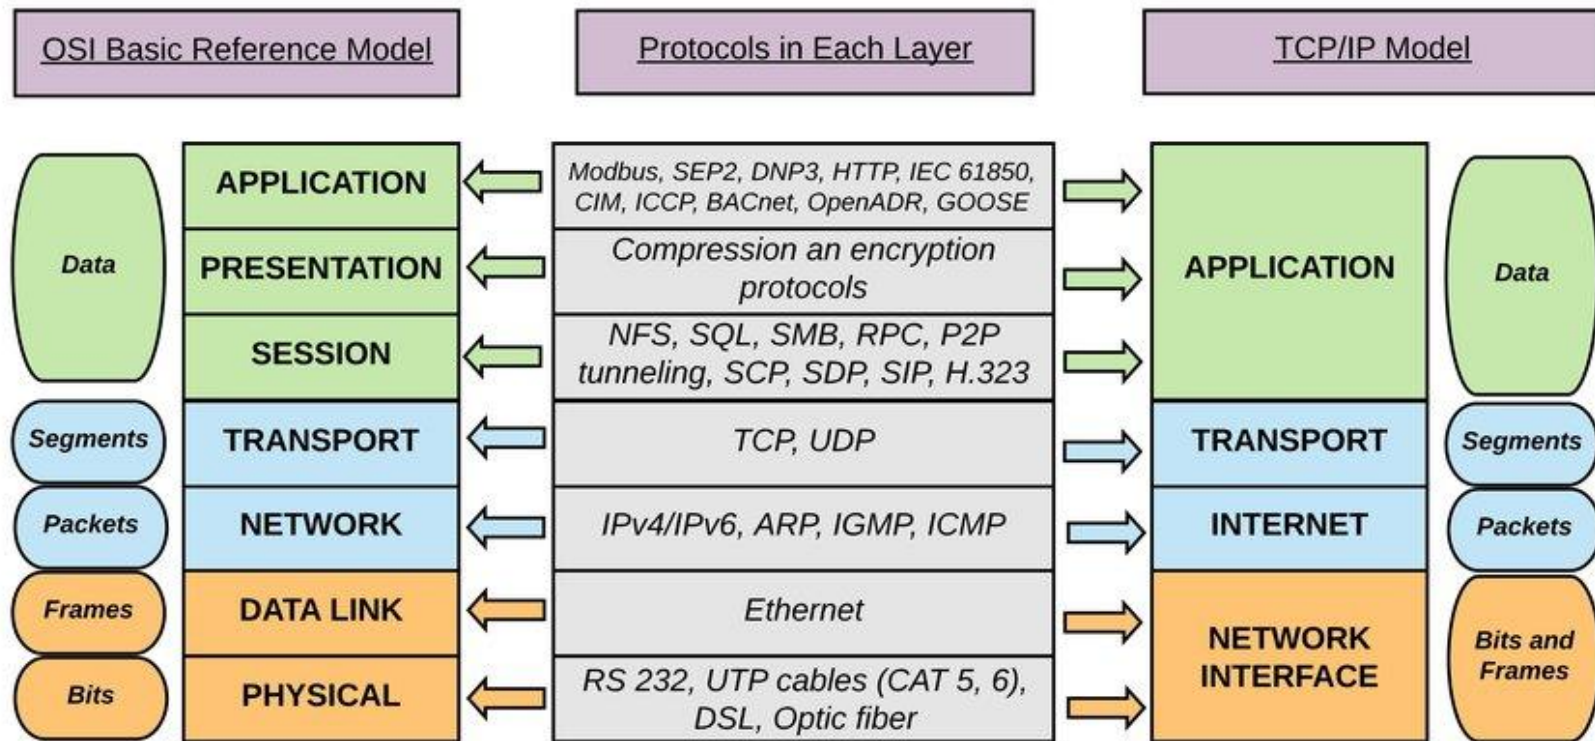 OSI Basic Reference Model
Protocols in Each Layer
TCP/IP Model
Data
APPLICATION
Modbus, SEP2, DNP3, HTTP, IEC 61850,
CIM, ICCP, BACnet, OpenADR, GOOSE
PRESENTATION
Compression an encryption
protocols
SESSION
NFS, SQL, SMB, RPC, P2P
tunneling, SCP, SDP, SIP, H.323
APPLICATION
Data
Segments
TRANSPORT
TCP, UDP
TRANSPORT
Segments
Packets
NETWORK
IPv4/IPv6, ARP, IGMP, ICMP
INTERNET
Packets
Frames
DATA LINK
Ethernet
Bits
PHYSICAL
RS 232, UTP cables (CAT 5, 6),
DSL, Optic fiber
NETWORK
INTERFACE
Bits and
Frames